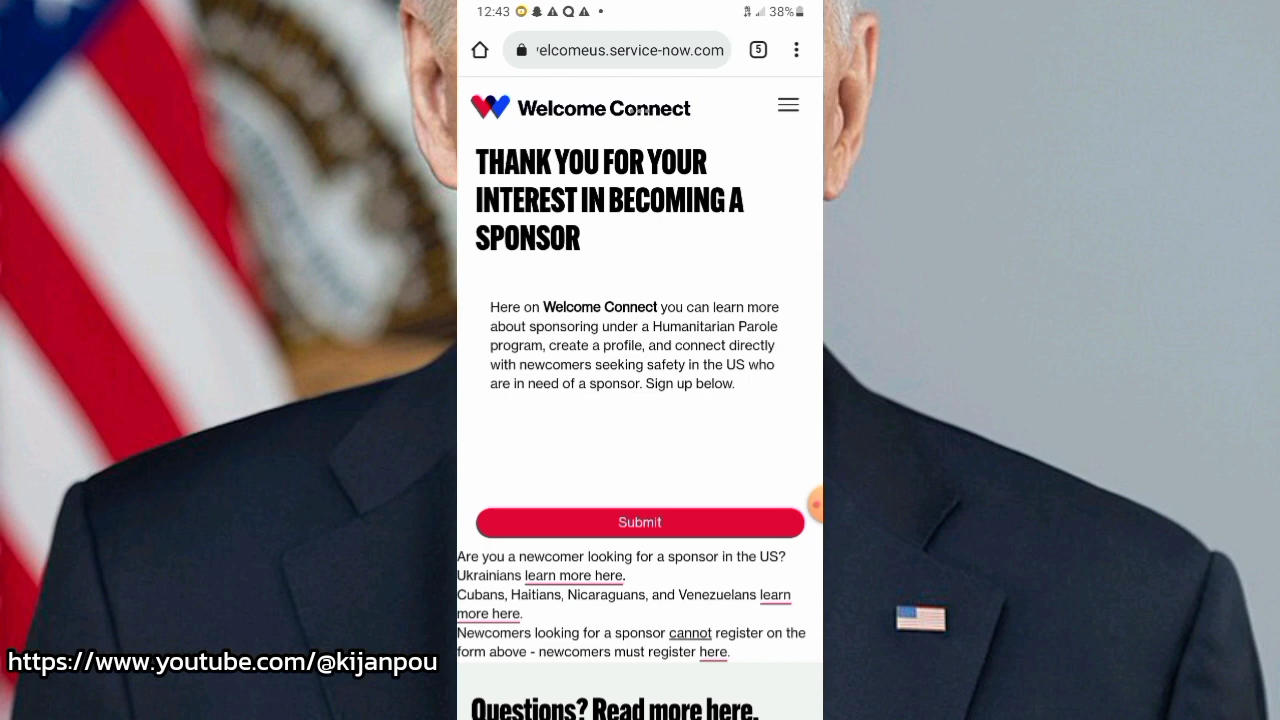 12:43
38%
elcomeus.service-now.com
5
Welcome Connect
THANK YOU FOR YOUR
INTEREST IN BECOMING A
SPONSOR
Here on Welcome Connect you can learn more
about sponsoring under a Humanitarian Parole
program, create a profile, and connect directly
with newcomers seeking safety in the US who
are in need of a sponsor. Sign up below.
Submit
Are you a newcomer looking for a sponsor in the US?
Ukrainians learn more here.
Cubans, Haitians, Nicaraguans, and Venezuelans learn
more here.
Newcomers looking for a sponsor cannot register on the
form above - newcomers must register here.
https://www.youtube.com/@kijanpou
Questions? Read more here.